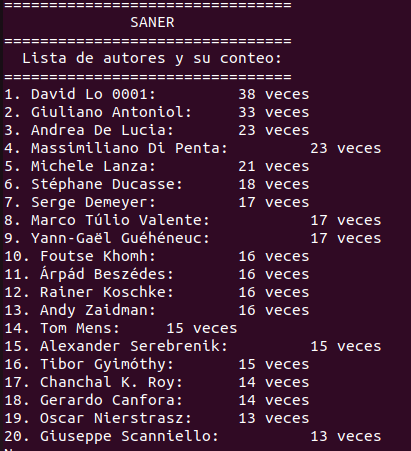 ================================
SANER
================================
Lista de autores y su conteo:
================================
1. David Lo 0001: 38 veces
2. Giuliano Antoniol: 33 veces
3. Andrea De Lucia: 23 veces
4. Massimiliano Di Penta: 23 veces
5. Michele Lanza: 21 veces
6. Stéphane Ducasse: 18 veces
7. Serge Demeyer: 17 veces
8. Marco Túlio Valente: 17 veces
9. Yann-Gaël Guéhéneuc: 17 veces
10. Foutse Khomh: 16 veces
11. Árpád Beszédes: 16 veces
12. Rainer Koschke: 16 veces
13. Andy Zaidman: 16 veces
14. Tom Mens: 15 veces
15. Alexander Serebrenik: 15 veces
16. Tibor Gyimóthy: 15 veces
17. Chanchal K. Roy: 14 veces
18. Gerardo Canfora: 14 veces
19. Oscar Nierstrasz: 13 veces
20. Giuseppe Scanniello: 13 veces